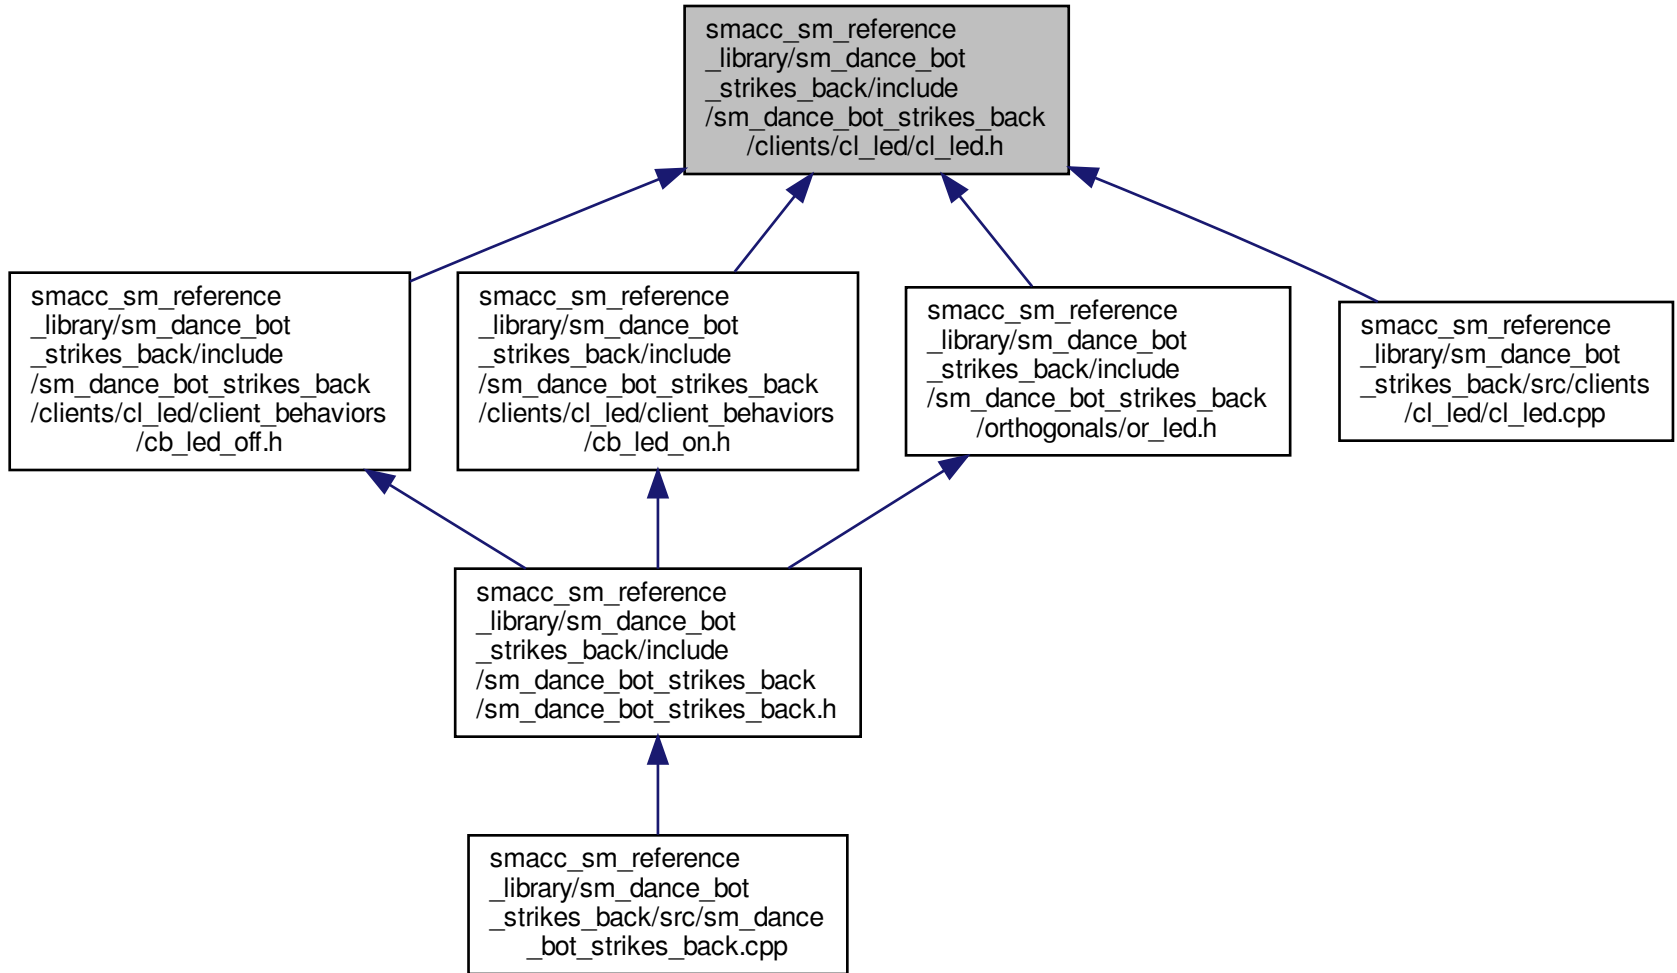 smacc_sm_reference
_library/sm_dance_bot
_strikes_back/include
/sm_dance_bot_strikes_back
/clients/cl_led/cl_led.h
smacc_sm_reference
_library/sm_dance_bot
_strikes_back/include
/sm_dance_bot_strikes_back
/clients/cl_led/client_behaviors
/cb_led_off.h
smacc_sm_reference
_library/sm_dance_bot
_strikes_back/include
/sm_dance_bot_strikes_back
/clients/cl_led/client_behaviors
/cb_led_on.h
smacc_sm_reference
_library/sm_dance_bot
_strikes_back/include
/sm_dance_bot_strikes_back
/orthogonals/or_led.h
smacc_sm_reference
_library/sm_dance_bot
_strikes_back/src/clients
/cl_led/cl_led.cpp
smacc_sm_reference
_library/sm_dance_bot
_strikes_back/include
/sm_dance_bot_strikes_back
/sm_dance_bot_strikes_back.h
smacc_sm_reference
_library/sm_dance_bot
_strikes_back/src/sm_dance
_bot_strikes_back.cpp